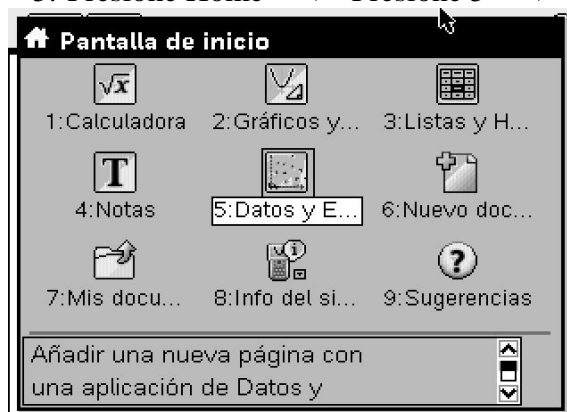 Pantalla de inicio
√x
1:Calculadora 2:Gráficos y... 3:Listas y H...
T
4:Notas 5:Datos y E... 6:Nuevo doc...
?
7:Mis docu... 8:Info del si... 9:Sugerencias
Añadir una nueva página con
una aplicación de Datos y